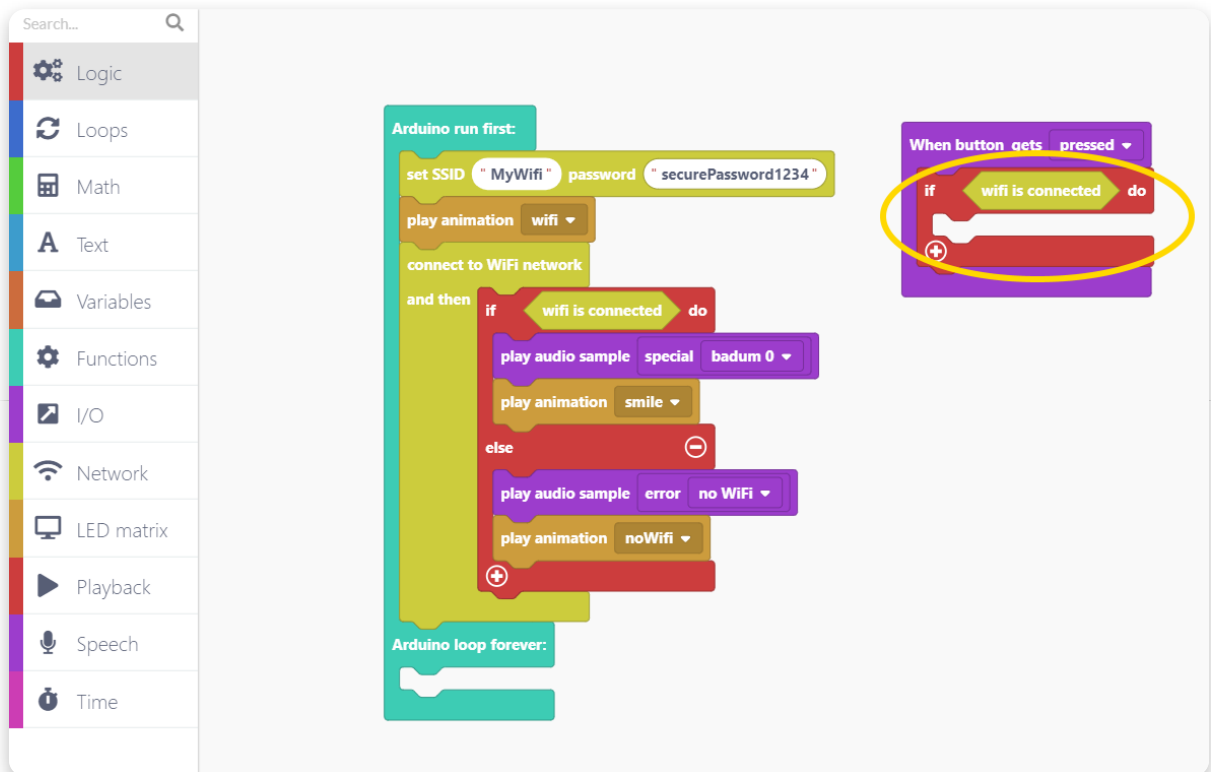 Search...
Logic
Loops
Math
Text
Variables
Functions
I/O
Network
LED matrix
Playback
Speech
Time
Arduino run first:
set SSID " MyWifi " password " securePassword1234 "
play animation wifi
connect to WiFi network
and then
if wifi is connected do
play audio sample special badum 0
play animation smile
else
play audio sample error no WiFi
play animation noWifi
Arduino loop forever:
When button gets pressed
if wifi is connected do